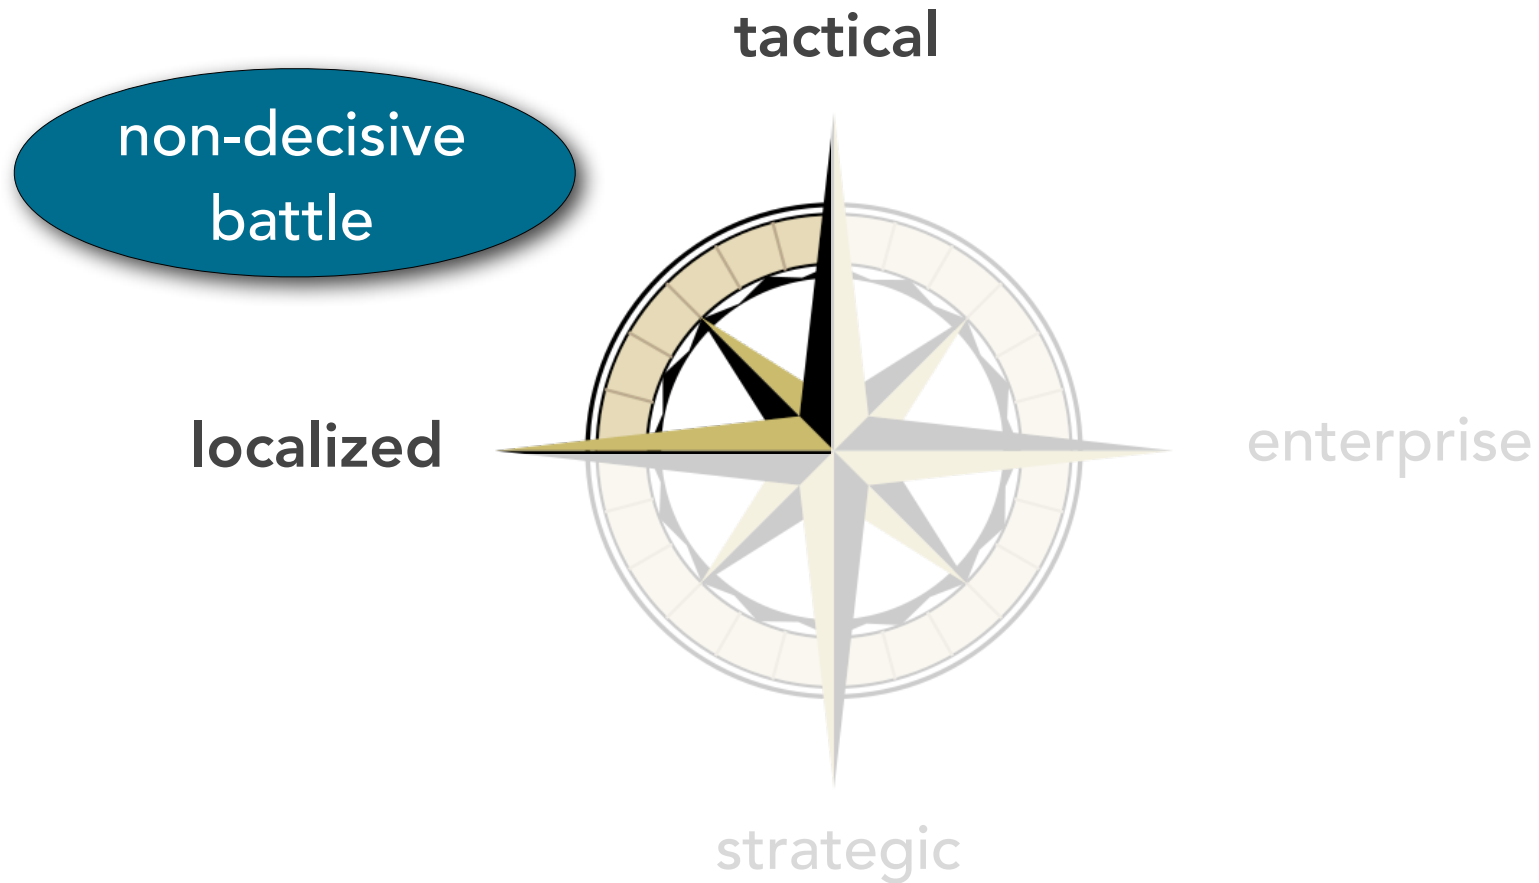 tactical
non-decisive
battle
localized
enterprise
strategic